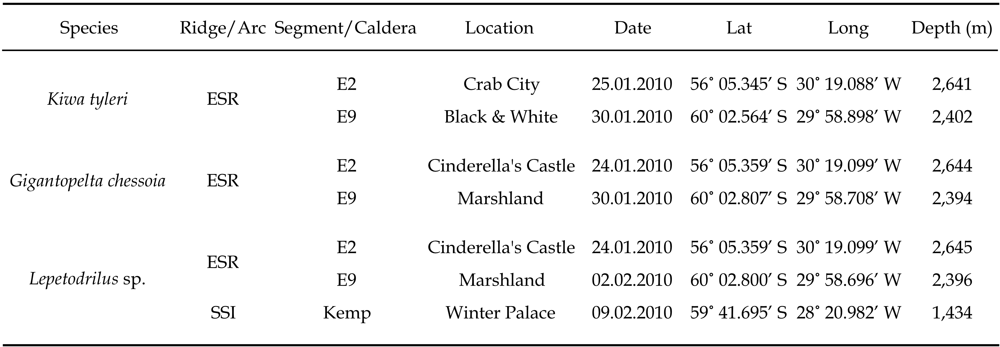 Species Ridge/Arc Segment/Caldera Location Date Lat Long Depth (m)
Kiwa tyleri ESR E2 Crab City 25.01.2010 56˚ 05.345’ S 30˚ 19.088’ W 2,641
E9 Black & White 30.01.2010 60˚ 02.564’ S 29˚ 58.898’ W 2,402
Gigantopelta chessoia ESR E2 Cinderella's Castle 24.01.2010 56˚ 05.359’ S 30˚ 19.099’ W 2,644
E9 Marshland 30.01.2010 60˚ 02.807’ S 29˚ 58.708’ W 2,394
Lepetodrilus sp. ESR E2 Cinderella's Castle 24.01.2010 56˚ 05.359’ S 30˚ 19.099’ W 2,645
E9 Marshland 02.02.2010 60˚ 02.800’ S 29˚ 58.696’ W 2,396
SSI Kemp Winter Palace 09.02.2010 59˚ 41.695’ S 28˚ 20.982’ W 1,434